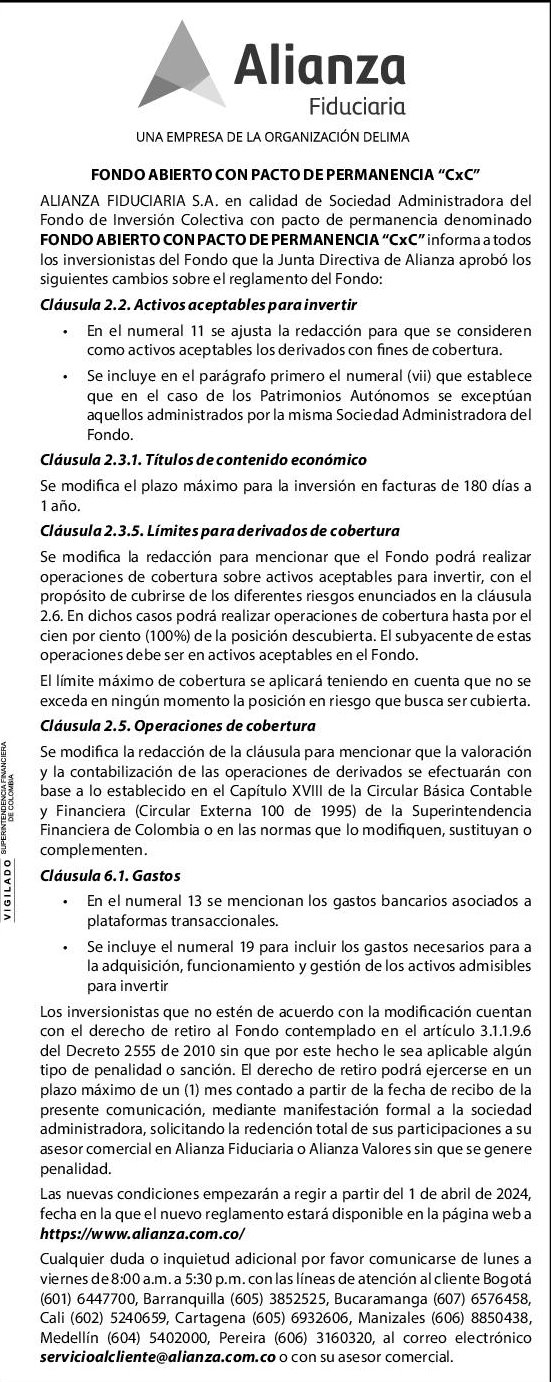 Alianza
Fiduciaria
UNA EMPRESA DE LA ORGANIZACIÓN DELIMA
FONDO ABIERTO CON PACTO DE PERMANENCIA “CxC”
ALIANZA FIDUCIARIA S.A. en calidad de Sociedad Administradora del
Fondo de Inversión Colectiva con pacto de permanencia denominado
FONDO ABIERTO CON PACTO DE PERMANENCIA “CxC” informa a todos
los inversionistas del Fondo que la Junta Directiva de Alianza aprobó los
siguientes cambios sobre el reglamento del Fondo:
Cláusula 2.2. Activos aceptables para invertir
• En el numeral 11 se ajusta la redacción para que se consideren
como activos aceptables los derivados con fines de cobertura.
• Se incluye en el parágrafo primero el numeral (vii) que establece
que en el caso de los Patrimonios Autónomos se exceptúan
aquellos administrados por la misma Sociedad Administradora del
Fondo.
Cláusula 2.3.1. Títulos de contenido económico
Se modifica el plazo máximo para la inversión en facturas de 180 días a
1 año.
Cláusula 2.3.5. Límites para derivados de cobertura
Se modifica la redacción para mencionar que el Fondo podrá realizar
operaciones de cobertura sobre activos aceptables para invertir, con el
propósito de cubrirse de los diferentes riesgos enunciados en la cláusula
2.6. En dichos casos podrá realizar operaciones de cobertura hasta por el
cien por ciento (100%) de la posición descubierta. El subyacente de estas
operaciones debe ser en activos aceptables en el Fondo.
El límite máximo de cobertura se aplicará teniendo en cuenta que no se
exceda en ningún momento la posición en riesgo que busca ser cubierta.
Cláusula 2.5. Operaciones de cobertura
Se modifica la redacción de la cláusula para mencionar que la valoración
y la contabilización de las operaciones de derivados se efectuarán con
base a lo establecido en el Capítulo XVIII de la Circular Básica Contable
y Financiera (Circular Externa 100 de 1995) de la Superintendencia
Financiera de Colombia o en las normas que lo modifiquen, sustituyan o
complementen.
Cláusula 6.1. Gastos
• En el numeral 13 se mencionan los gastos bancarios asociados a
plataformas transaccionales.
• Se incluye el numeral 19 para incluir los gastos necesarios para a
la adquisición, funcionamiento y gestión de los activos admisibles
para invertir
Los inversionistas que no estén de acuerdo con la modificación cuentan
con el derecho de retiro al Fondo contemplado en el artículo 3.1.1.9.6
del Decreto 2555 de 2010 sin que por este hecho le sea aplicable algún
tipo de penalidad o sanción. El derecho de retiro podrá ejercerse en un
plazo máximo de un (1) mes contado a partir de la fecha de recibo de la
presente comunicación, mediante manifestación formal a la sociedad
administradora, solicitando la redención total de sus participaciones a su
asesor comercial en Alianza Fiduciaria o Alianza Valores sin que se genere
penalidad.
Las nuevas condiciones empezarán a regir a partir del 1 de abril de 2024,
fecha en la que el nuevo reglamento estará disponible en la página web a
https://www.alianza.com.co/
Cualquier duda o inquietud adicional por favor comunicarse de lunes a
viernes de 8:00 a.m. a 5:30 p.m. con las líneas de atención al cliente Bogotá
(601) 6447700, Barranquilla (605) 3852525, Bucaramanga (607) 6576458,
Cali (602) 5240659, Cartagena (605) 6932606, Manizales (606) 8850438,
Medellín (604) 5402000, Pereira (606) 3160320, al correo electrónico
servicioalcliente@alianza.com.co o con su asesor comercial.
VIGILADO SUPERINTENDENCIA FINANCIERA
DE COLOMBIA